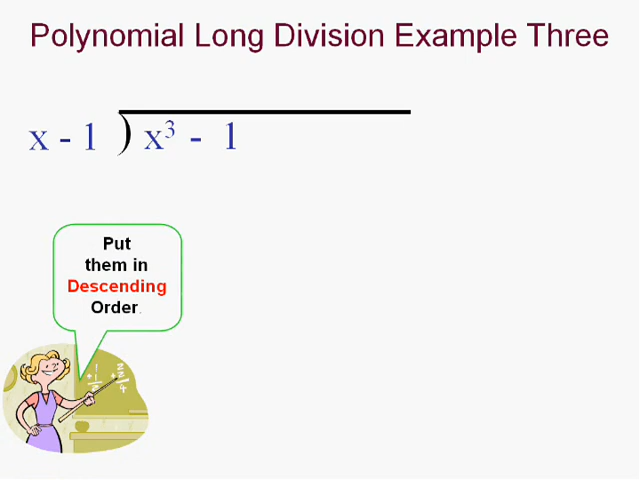 Polynomial Long Division Example Three
x - 1 ) x³ - 1
Put
them in
Descending
Order.